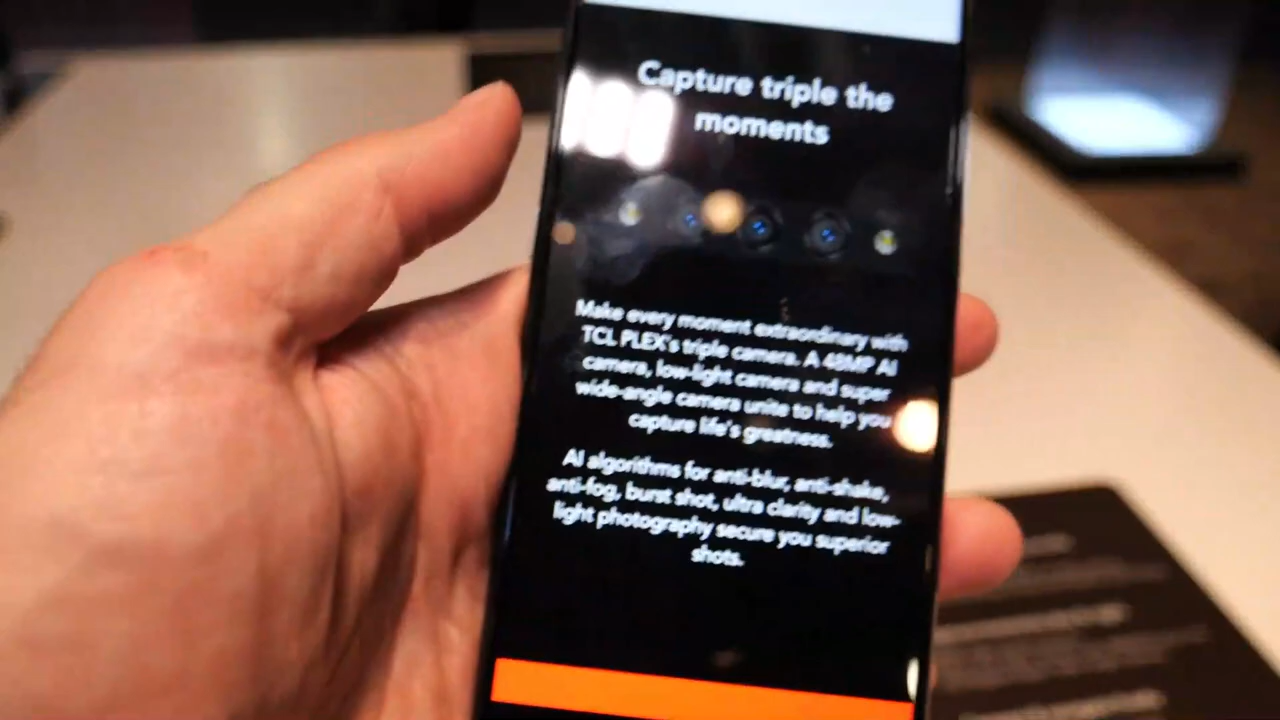 Capture triple the
moments
Make every moment extraordinary with
TCL PLEX's triple camera. A 48MP AI
camera, low-light camera and super
wide-angle camera unite to help you
capture life's greatness.
AI algorithms for anti-blur, anti-shake,
anti-fog, burst shot, ultra clarity and low-
light photography secure you superior
shots.